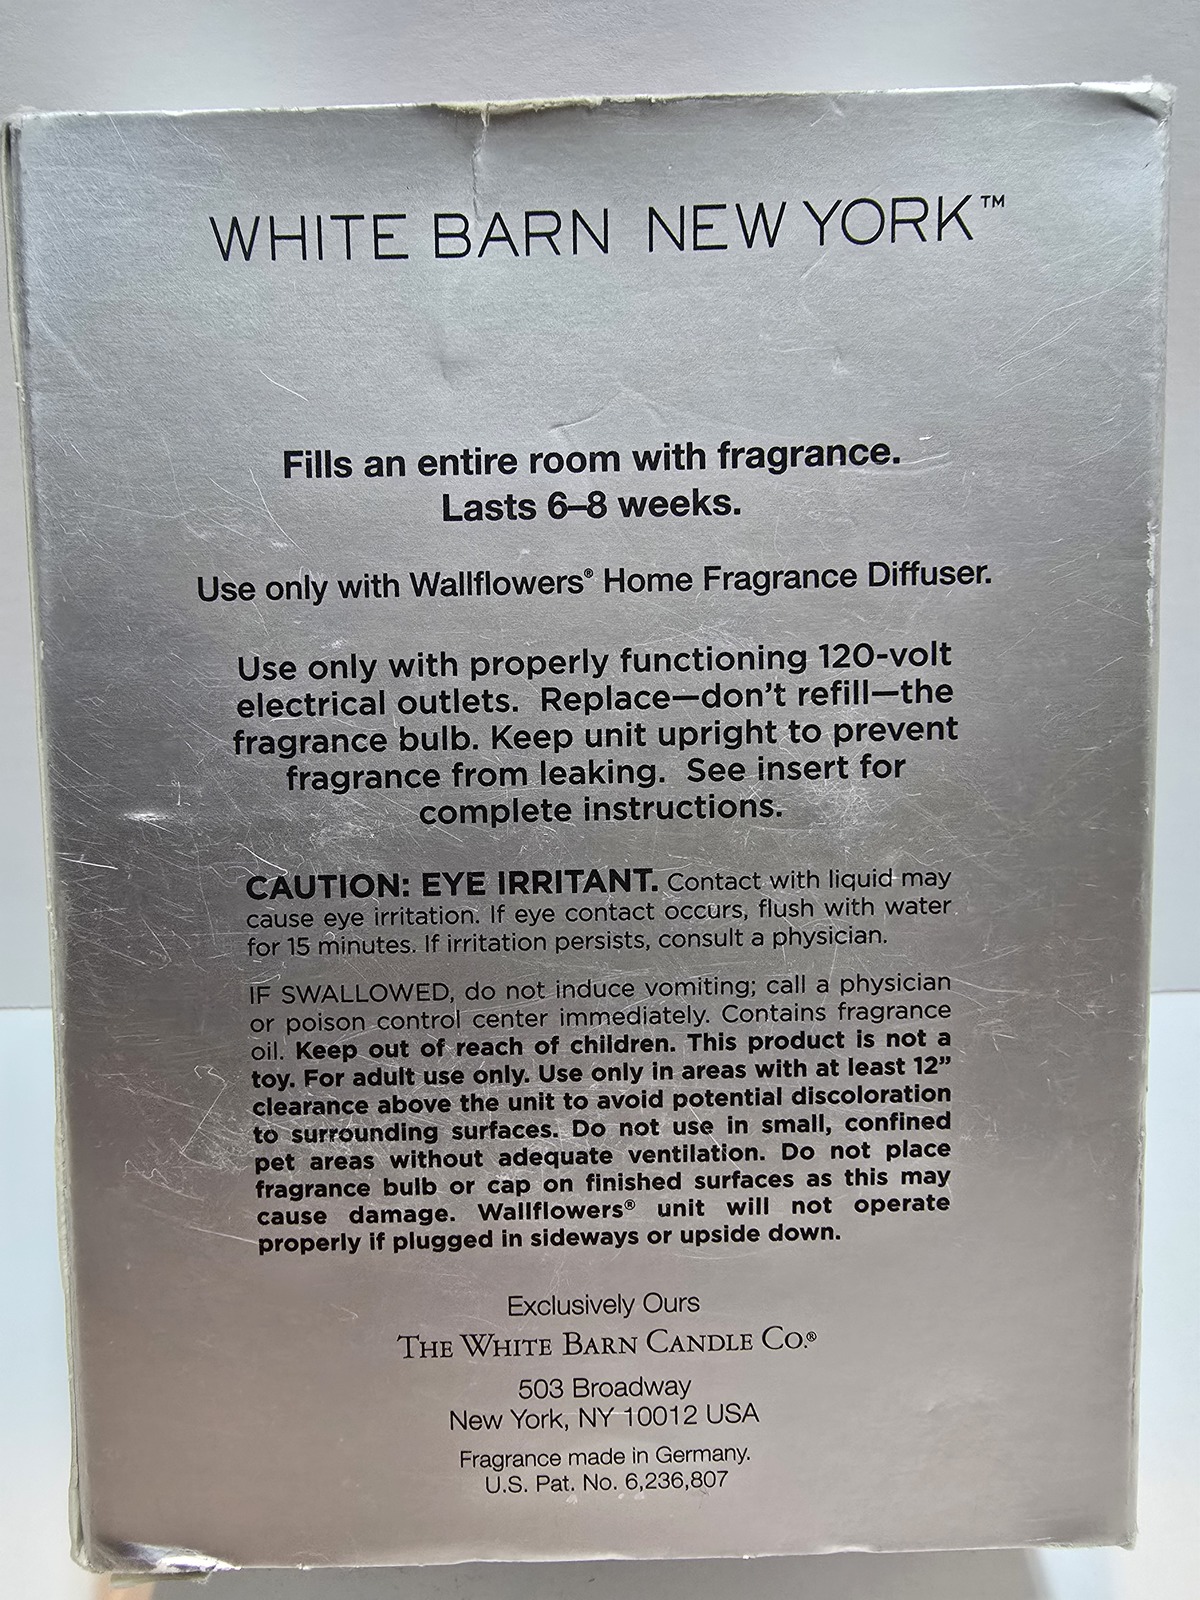 WHITE BARN NEW YORK™
Fills an entire room with fragrance.
Lasts 6–8 weeks.
Use only with Wallflowers® Home Fragrance Diffuser.
Use only with properly functioning 120-volt
electrical outlets. Replace—don't refill—the
fragrance bulb. Keep unit upright to prevent
fragrance from leaking. See insert for
complete instructions.
CAUTION: EYE IRRITANT. Contact with liquid may
cause eye irritation. If eye contact occurs, flush with water
for 15 minutes. If irritation persists, consult a physician.
IF SWALLOWED, do not induce vomiting; call a physician
or poison control center immediately. Contains fragrance
oil. Keep out of reach of children. This product is not a
toy. For adult use only. Use only in areas with at least 12”
clearance above the unit to avoid potential discoloration
to surrounding surfaces. Do not use in small, confined
pet areas without adequate ventilation. Do not place
fragrance bulb or cap on finished surfaces as this may
cause damage. Wallflowers® unit will not operate
properly if plugged in sideways or upside down.
Exclusively Ours
THE WHITE BARN CANDLE CO.®
503 Broadway
New York, NY 10012 USA
Fragrance made in Germany.
U.S. Pat. No. 6,236,807